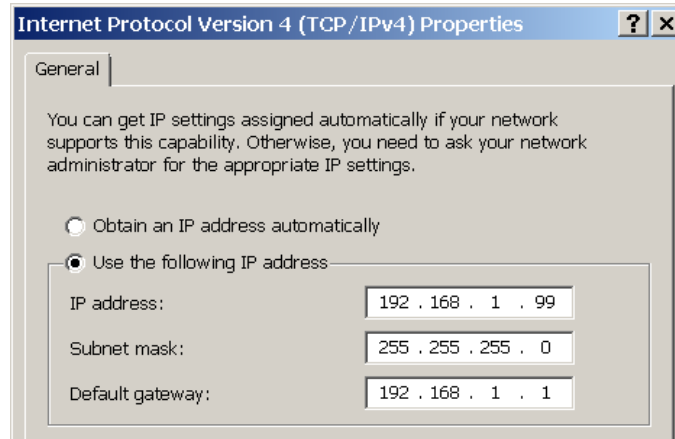 Internet Protocol Version 4 (TCP/IPv4) Properties ? ×
General
You can get IP settings assigned automatically if your network
supports this capability. Otherwise, you need to ask your network
administrator for the appropriate IP settings.
Obtain an IP address automatically
Use the following IP address
IP address: 192 . 168 . 1 . 99
Subnet mask: 255 . 255 . 255 . 0
Default gateway: 192 . 168 . 1 . 1